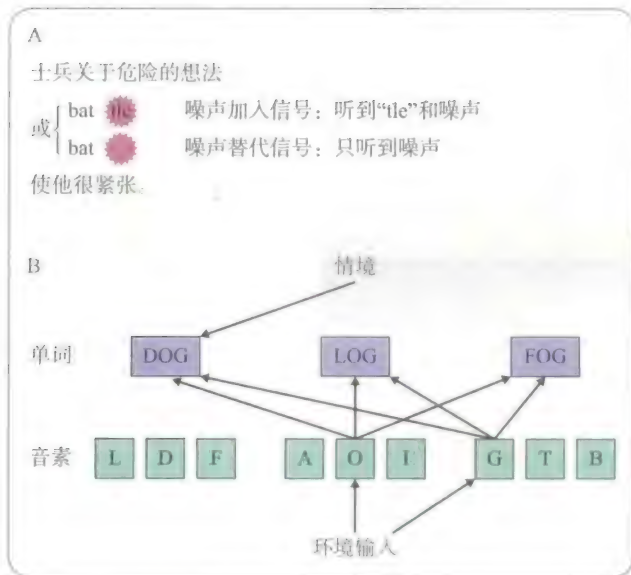 A
士兵关于危险的想法
或
bat tle 噪声加入信号：听到“tle”和噪声
bat 噪声替代信号：只听到噪声
使他很紧张。
B
情境
单词 DOG LOG FOG
音素 L D F A O I G T B
环境输入